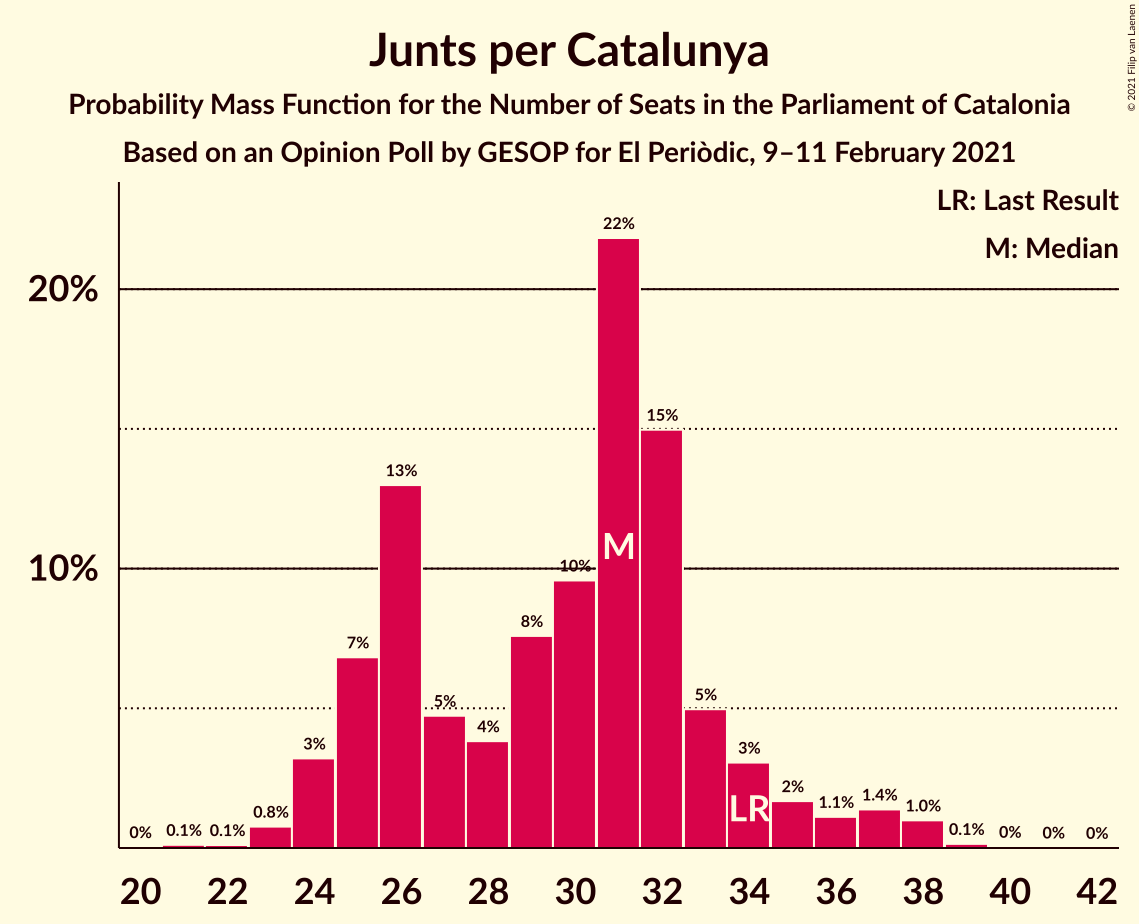 Junts per Catalunya
Probability Mass Function for the Number of Seats in the Parliament of Catalonia
Based on an Opinion Poll by GESOP for El Periòdic, 9–11 February 2021
© 2021 Filip van Laenen
LR: Last Result
M: Median
20%
10%
0%
0.1%
0.1%
0.8%
3%
7%
13%
5%
4%
8%
10%
22%
15%
5%
3%
2%
1.1%
1.4%
1.0%
0.1%
0%
0%
0%
M
LR
20 22 24 26 28 30 32 34 36 38 40 42